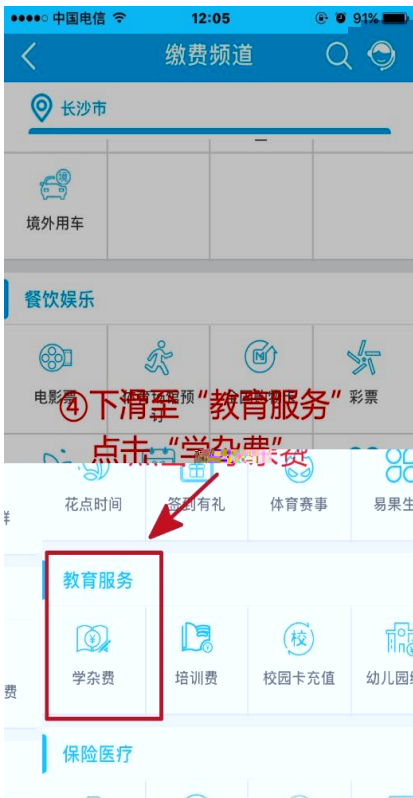 中国电信 12:05 91%
缴费频道
长沙市
境外用车
餐饮娱乐
电影票 彩票
④下滑至“教育服务”
点击“学杂费”
花点时间 签到有礼 体育赛事 易果生
教育服务
学杂费 培训费 校园卡充值 幼儿园
费
保险医疗